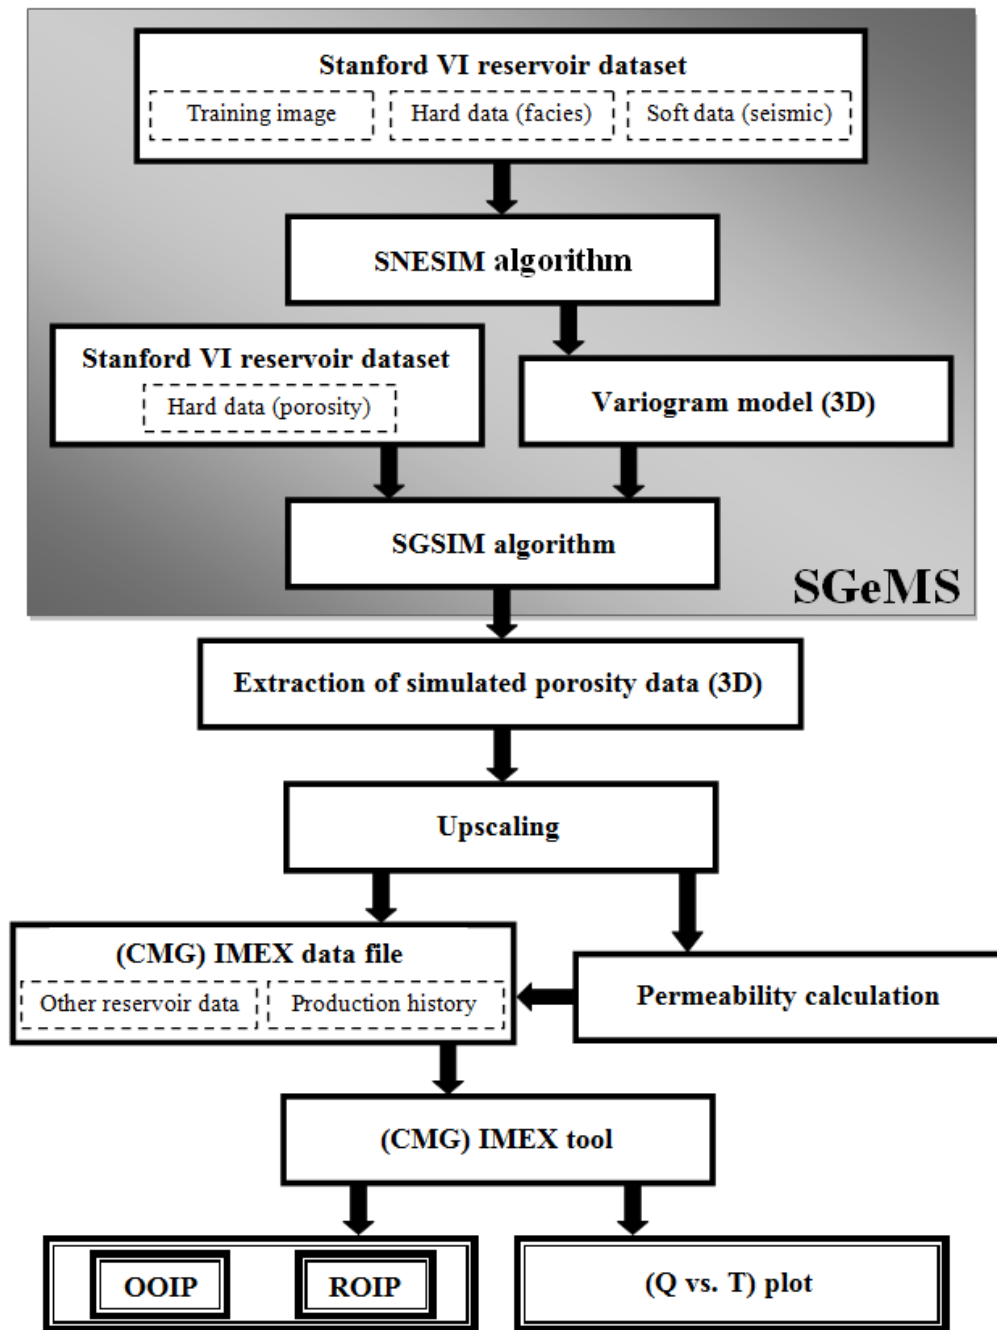 Stanford VI reservoir dataset
Training image
Hard data (facies)
Soft data (seismic)
SNESIM algorithm
Stanford VI reservoir dataset
Hard data (porosity)
Variogram model (3D)
SGSIM algorithm
SGeMS
Extraction of simulated porosity data (3D)
Upscaling
(CMG) IMEX data file
Other reservoir data
Production history
Permeability calculation
(CMG) IMEX tool
OOIP
ROIP
(Q vs. T) plot